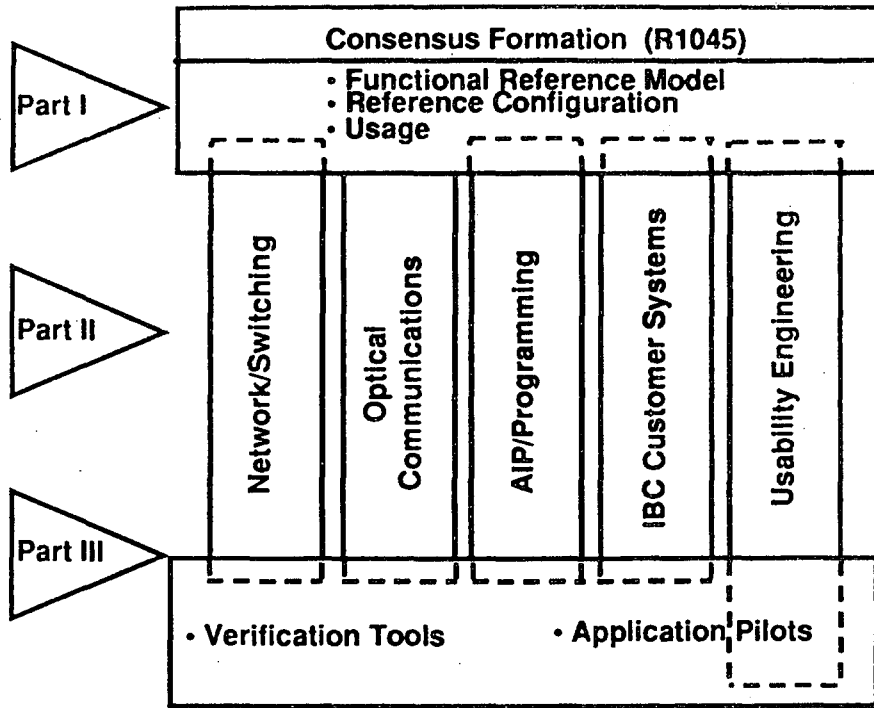 Consensus Formation (R1045)
Part I
• Functional Reference Model
• Reference Configuration
• Usage
Part II
Network/Switching
Optical
Communications
AIP/Programming
IBC Customer Systems
Usability Engineering
Part III
• Verification Tools
• Application Pilots